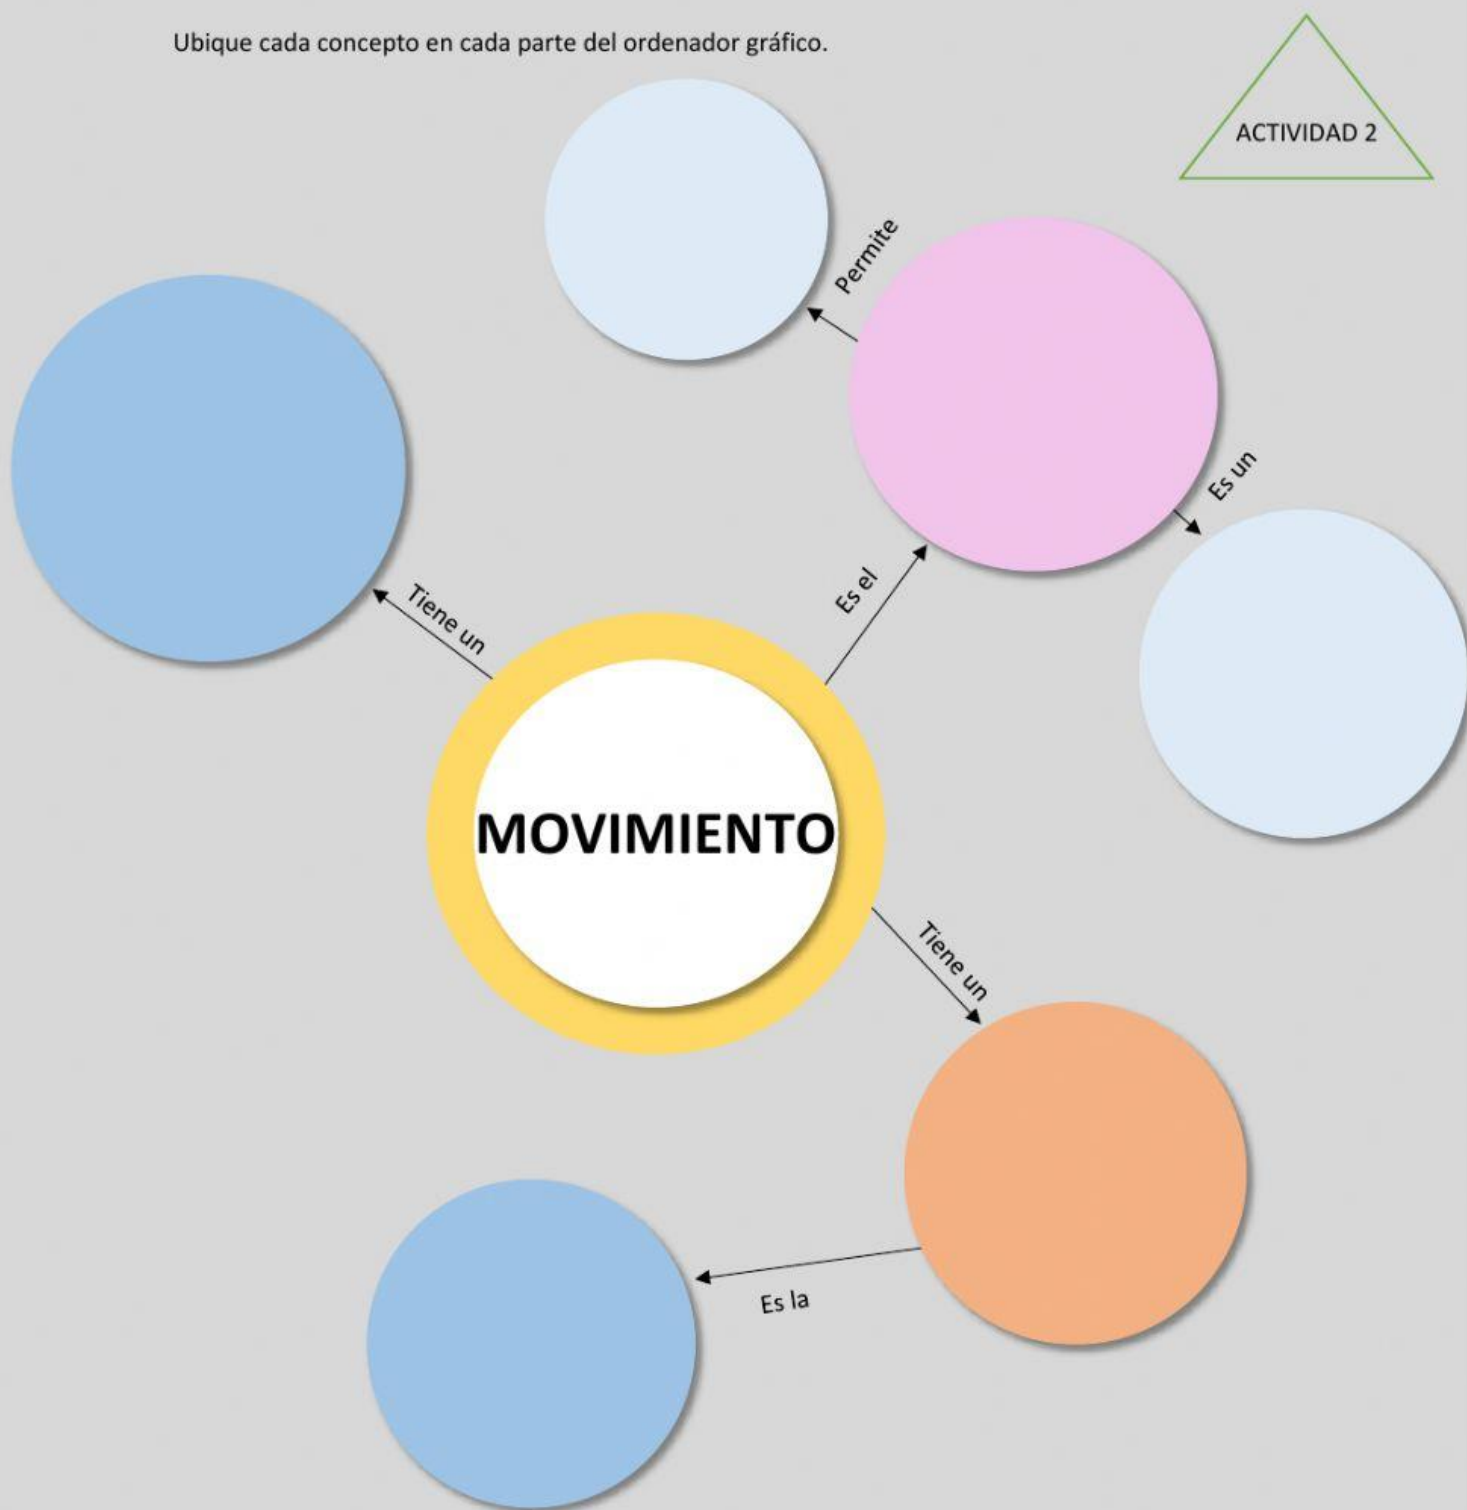 Ubique cada concepto en cada parte del ordenador gráfico.
ACTIVIDAD 2
Permite
Es un
Es el
Tiene un
MOVIMIENTO
Tiene un
Es la